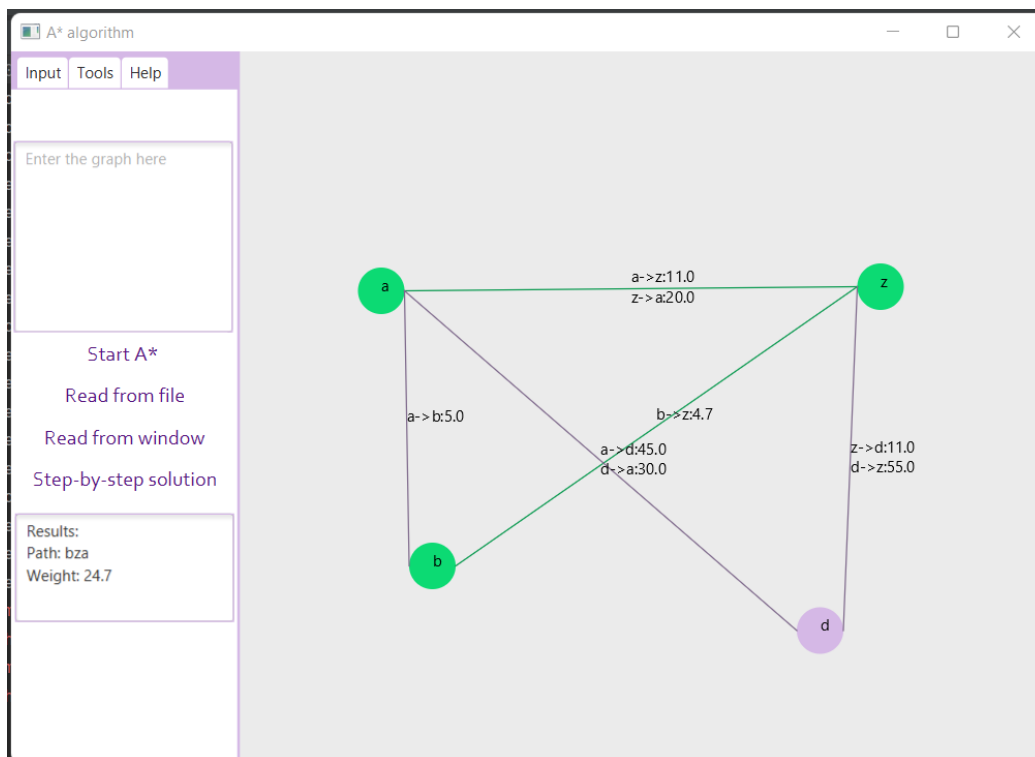 A* algorithm
Input Tools Help
Enter the graph here
Start A*
Read from file
Read from window
Step-by-step solution
Results:
Path: bza
Weight: 24.7
a
z
a->z:11.0
z->a:20.0
a->b:5.0
b->z:4.7
a->d:45.0
d->a:30.0
z->d:11.0
d->z:55.0
b
d